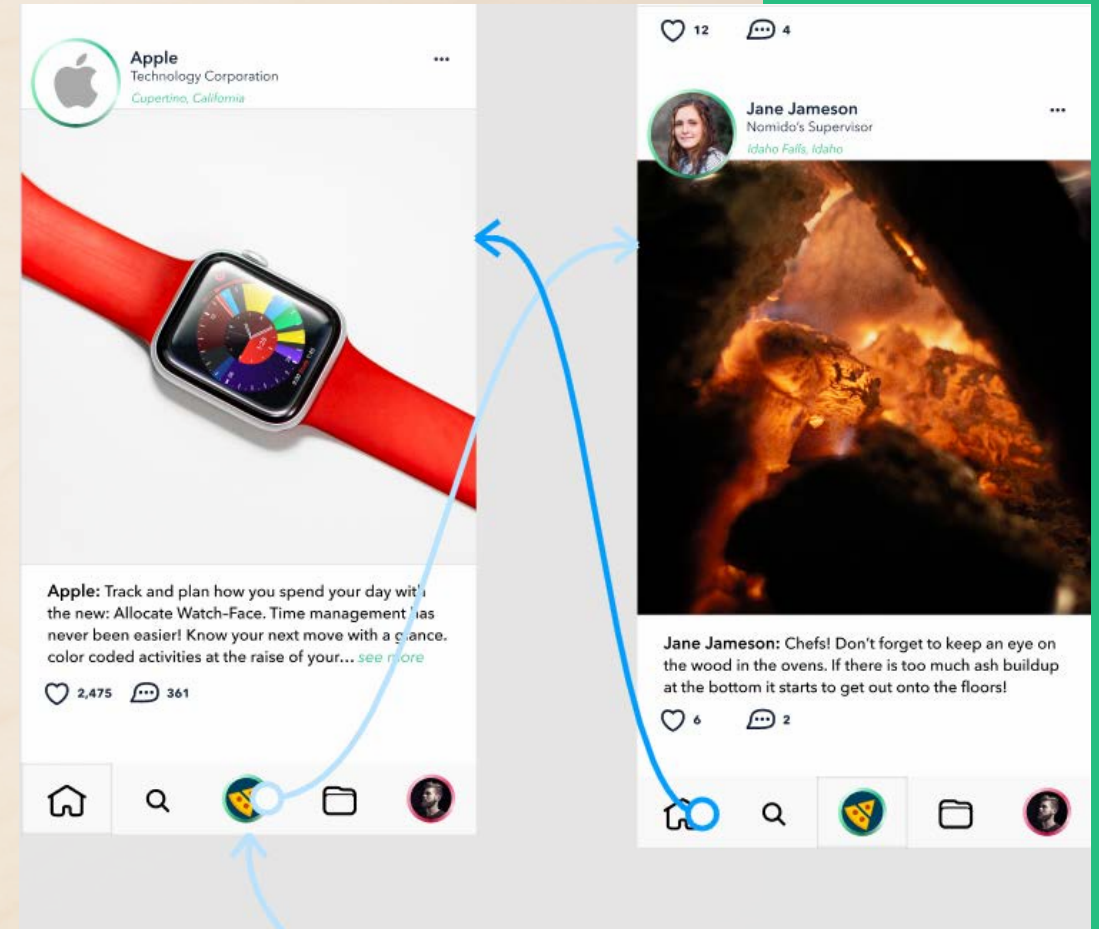 Apple
Technology Corporation
Cupertino, California
Apple: Track and plan how you spend your day with
the new: Allocate Watch-Face. Time management has
never been easier! Know your next move with a glance.
color coded activities at the raise of your... see more
2,475 361
12 4
Jane Jameson
Nomido's Supervisor
Idaho Falls, Idaho
Jane Jameson: Chefs! Don't forget to keep an eye on
the wood in the ovens. If there is too much ash buildup
at the bottom it starts to get out onto the floors!
6 2